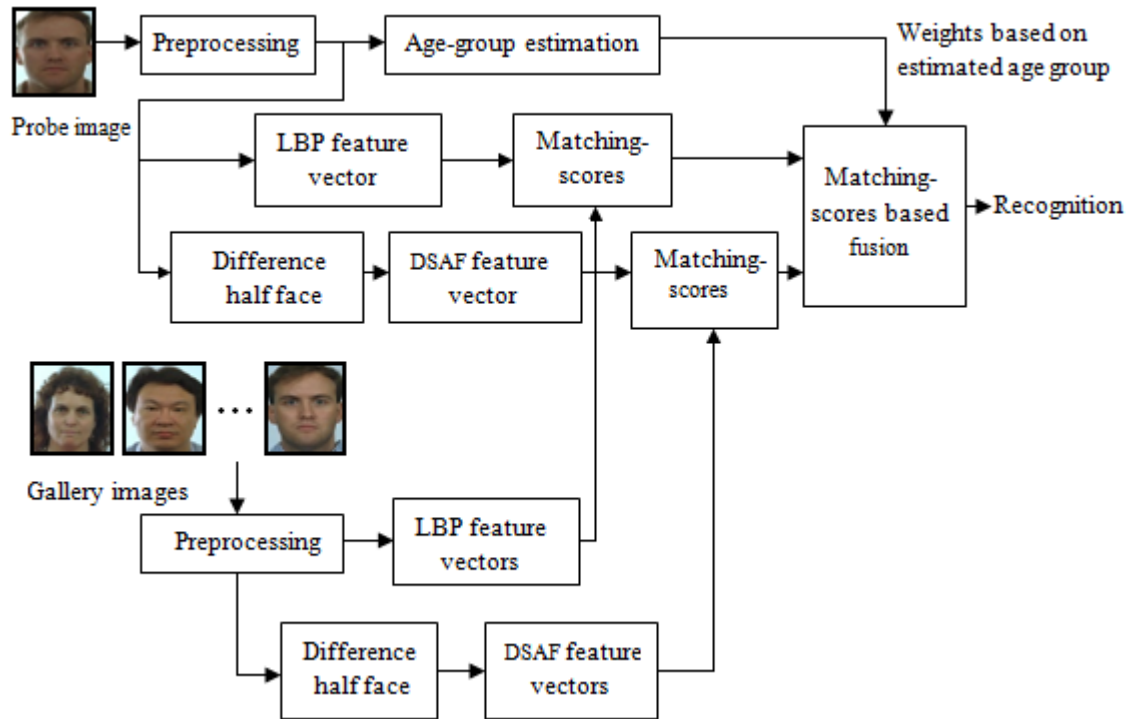 Preprocessing
Age-group estimation
Weights based on
estimated age group
Probe image
LBP feature
vector
Matching-
scores
Matching-
scores based
fusion
Recognition
Difference
half face
DSAF feature
vector
Matching-
scores
...
Gallery images
Preprocessing
LBP feature
vectors
Difference
half face
DSAF feature
vectors